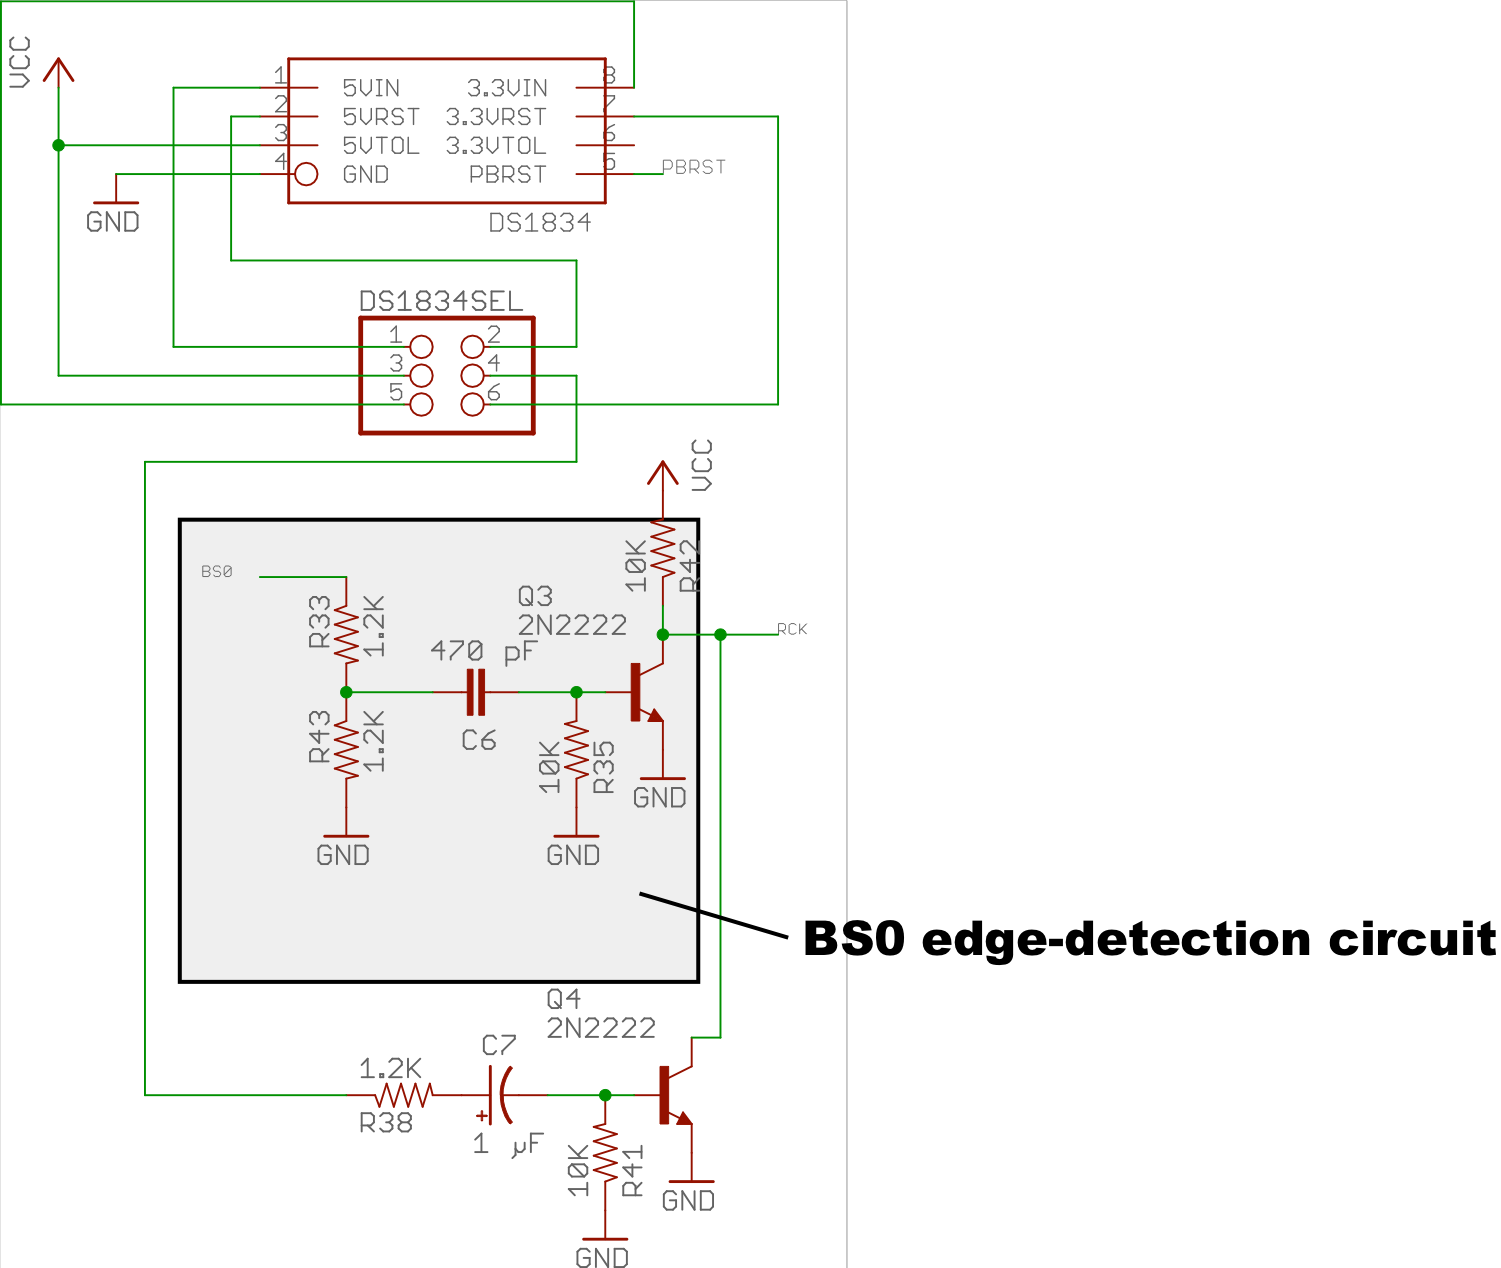 VCC
1 5VIN 3.3VIN 8
2 5VRST 3.3VRST 7
3 5VTOL 3.3VTOL 6
4 GND PBRST 5 PBRST
GND
DS1834
DS1834SEL
1 2
3 4
5 6
VCC
10K R42
BS0
R33 1.2K
Q3
2N2222
RCK
470 pF
C6
R43 1.2K
10K R35
GND
GND
GND
BS0 edge-detection circuit
Q4
2N2222
C7
1.2K
R38
+
1 µF
10K R41
GND
GND